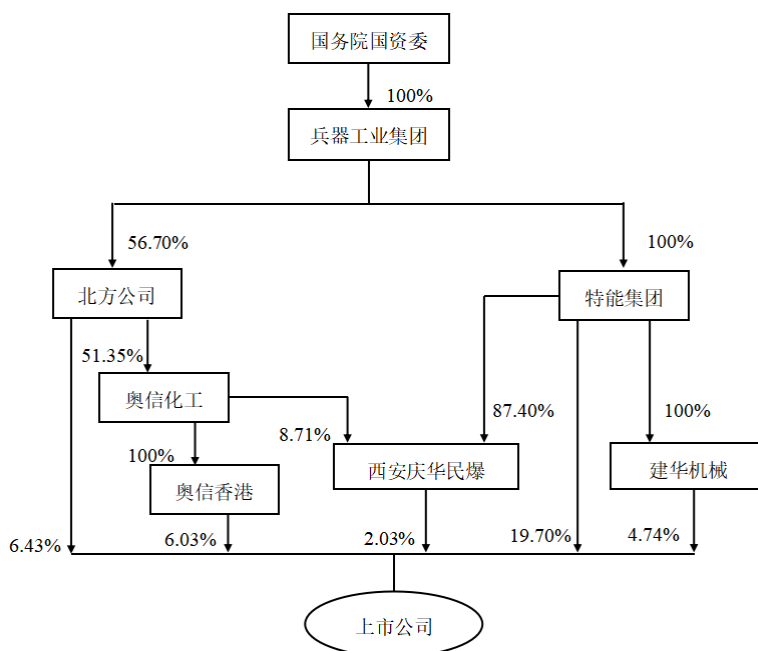 国务院国资委
100%
兵器工业集团
56.70%
100%
北方公司
特能集团
51.35%
奥信化工
87.40%
100%
8.71%
100%
奥信香港
西安庆华民爆
建华机械
6.43%
6.03%
2.03%
19.70%
4.74%
上市公司